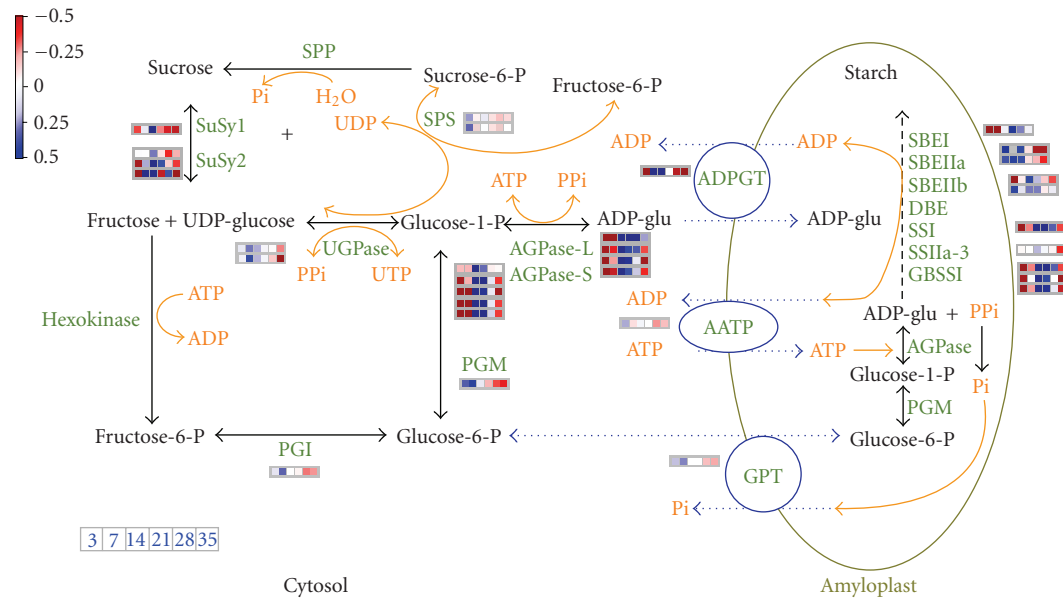 −0.5
−0.25
0
0.25
0.5
SPP
Sucrose
Sucrose-6-P
Fructose-6-P
Starch
Pi
H2O
UDP
SPS
SuSy1
+
SuSy2
ADP
ADP
ADPGT
SBEI
SBEIIa
SBEIIb
DBE
SSI
SSIIa-3
GBSSI
ATP
PPi
Fructose + UDP-glucose
Glucose-1-P
ADP-glu
ADP-glu
UGPase
AGPase-L
AGPase-S
PPi
UTP
Hexokinase
ATP
ADP
ADP
AATP
ATP
ATP
ADP-glu + PPi
AGPase
Glucose-1-P
Pi
PGM
PGM
Fructose-6-P
Glucose-6-P
Glucose-6-P
PGI
GPT
Pi
3 7 14 21 28 35
Cytosol
Amyloplast